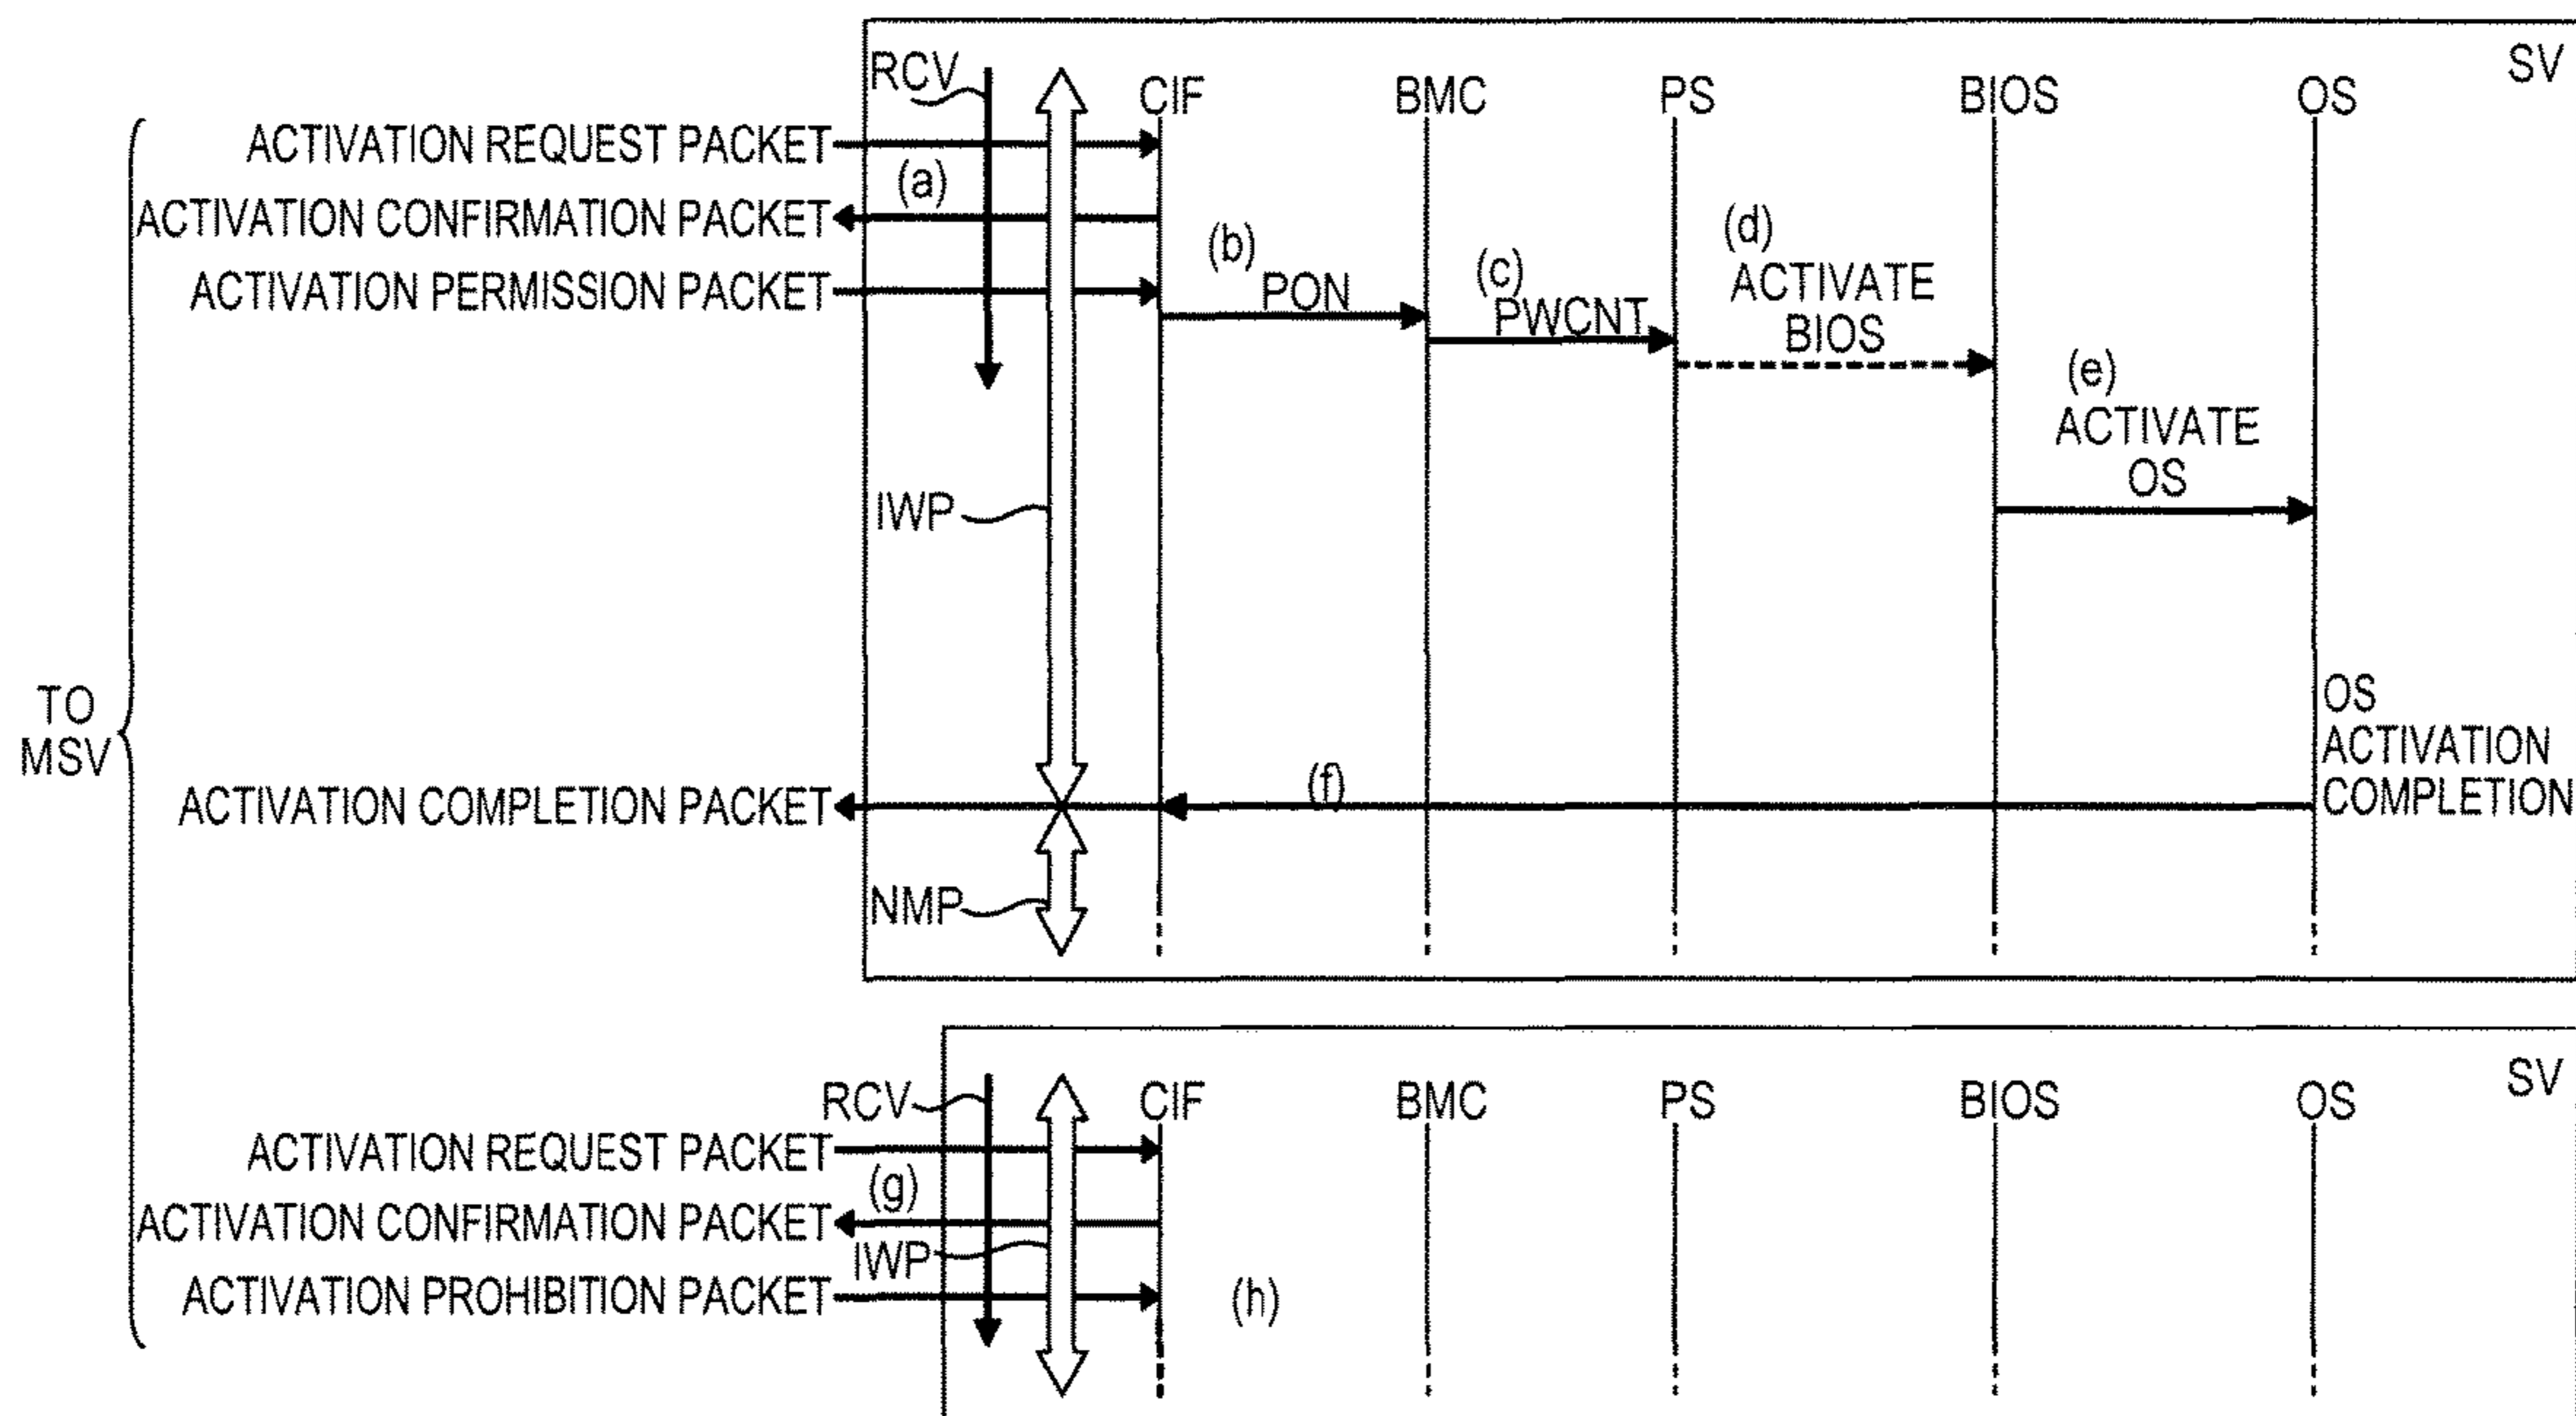 SV
RCV
CIF BMC PS BIOS OS
ACTIVATION REQUEST PACKET
(a)
ACTIVATION CONFIRMATION PACKET
(b)
(d)
ACTIVATION PERMISSION PACKET
PON
(c)
PWCNT
ACTIVATE
BIOS
(e)
ACTIVATE
OS
IWP
TO
MSV
OS
ACTIVATION
COMPLETION
ACTIVATION COMPLETION PACKET
(f)
NMP
SV
RCV
CIF BMC PS BIOS OS
ACTIVATION REQUEST PACKET
(g)
ACTIVATION CONFIRMATION PACKET
IWP
ACTIVATION PROHIBITION PACKET
(h)